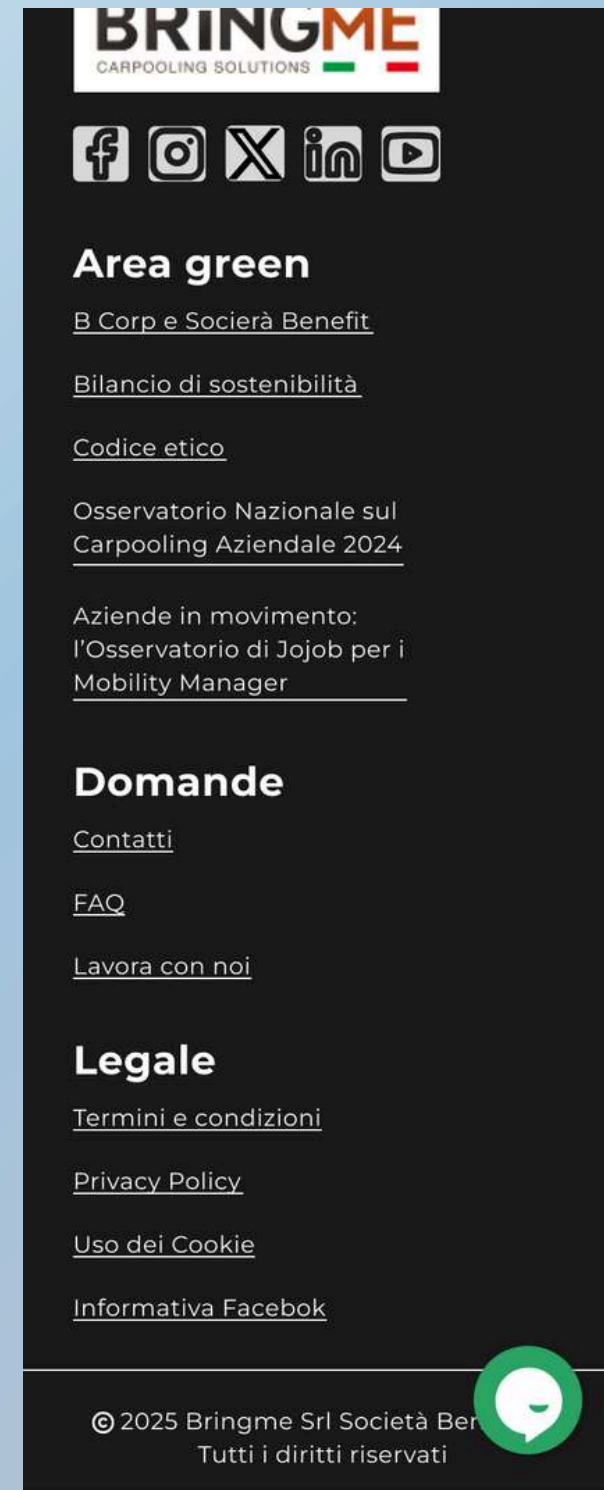 BRINGME
CARPOOLING SOLUTIONS
Area green
B Corp e Socierà Benefit
Bilancio di sostenibilità
Codice etico
Osservatorio Nazionale sul
Carpooling Aziendale 2024
Aziende in movimento:
l'Osservatorio di Jojob per i
Mobility Manager
Domande
Contatti
FAQ
Lavora con noi
Legale
Termini e condizioni
Privacy Policy
Uso dei Cookie
Informativa Facebok
© 2025 Bringme Srl Società
Tutti i diritti riservati